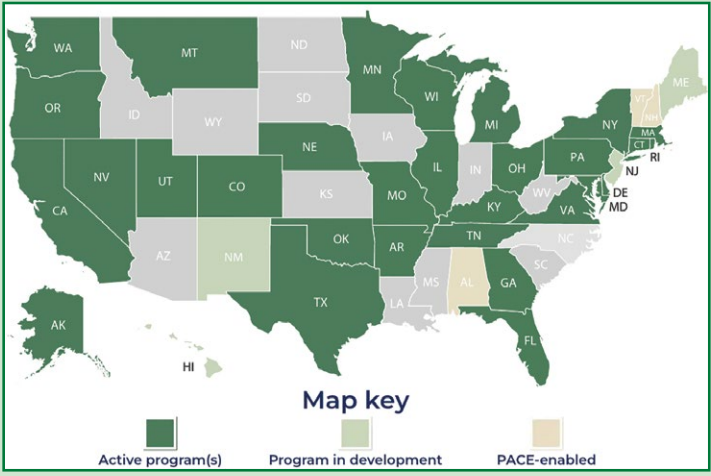 WA
MT
ND
MN
ME
VT
NH
OR
ID
SD
WI
MI
NY
MA
WY
CT
RI
IA
NE
PA
NJ
NV
UT
CO
IL
IN
OH
DE
WV
MD
CA
KS
MO
KY
VA
TN
NC
AZ
NM
OK
AR
SC
MS
AL
GA
TX
LA
AK
FL
HI
Map key
Active program(s) Program in development PACE-enabled